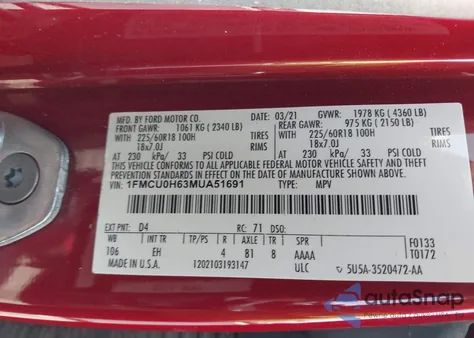 MFD. BY FORD MOTOR CO. 03/21 GVWR: 1978 KG ( 4360 LB)
FRONT GAWR: 1061 KG ( 2340 LB) REAR GAWR: 975 KG ( 2150 LB)
WITH 225/60R18 100H TIRES WITH 225/60R18 100H TIRES
18x7.0J RIMS 18x7.0J RIMS
AT 230 kPa/ 33 PSI COLD AT 230 kPa/ 33 PSI COLD
THIS VEHICLE CONFORMS TO ALL APPLICABLE FEDERAL MOTOR VEHICLE SAFETY, BUMPER, AND THEFT
PREVENTION STANDARDS IN EFFECT ON THE DATE OF MANUFACTURE SHOWN ABOVE.
VIN: 1FMCU0H63MUA51691 TYPE: MPV
EXT PNT: D4 RC: 71 DSO:
WB INT TR TP/PS R AXLE TR SPR F0133
106 EH 4 81 8 AAAA T0172
MADE IN U.S.A. 1202103193147 ULC 5U5A-3520472-AA
autoSnap